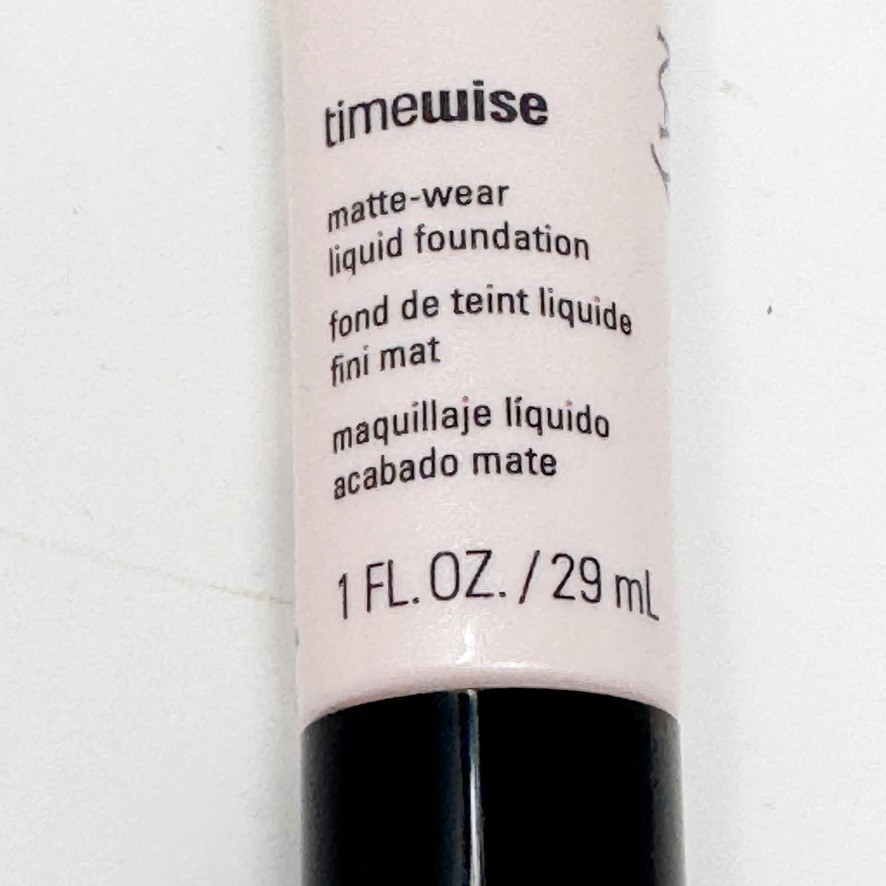 timewise
matte-wear
liquid foundation
fond de teint liquide
fini mat
maquillaje líquido
acabado mate
1 FL. OZ. / 29 mL